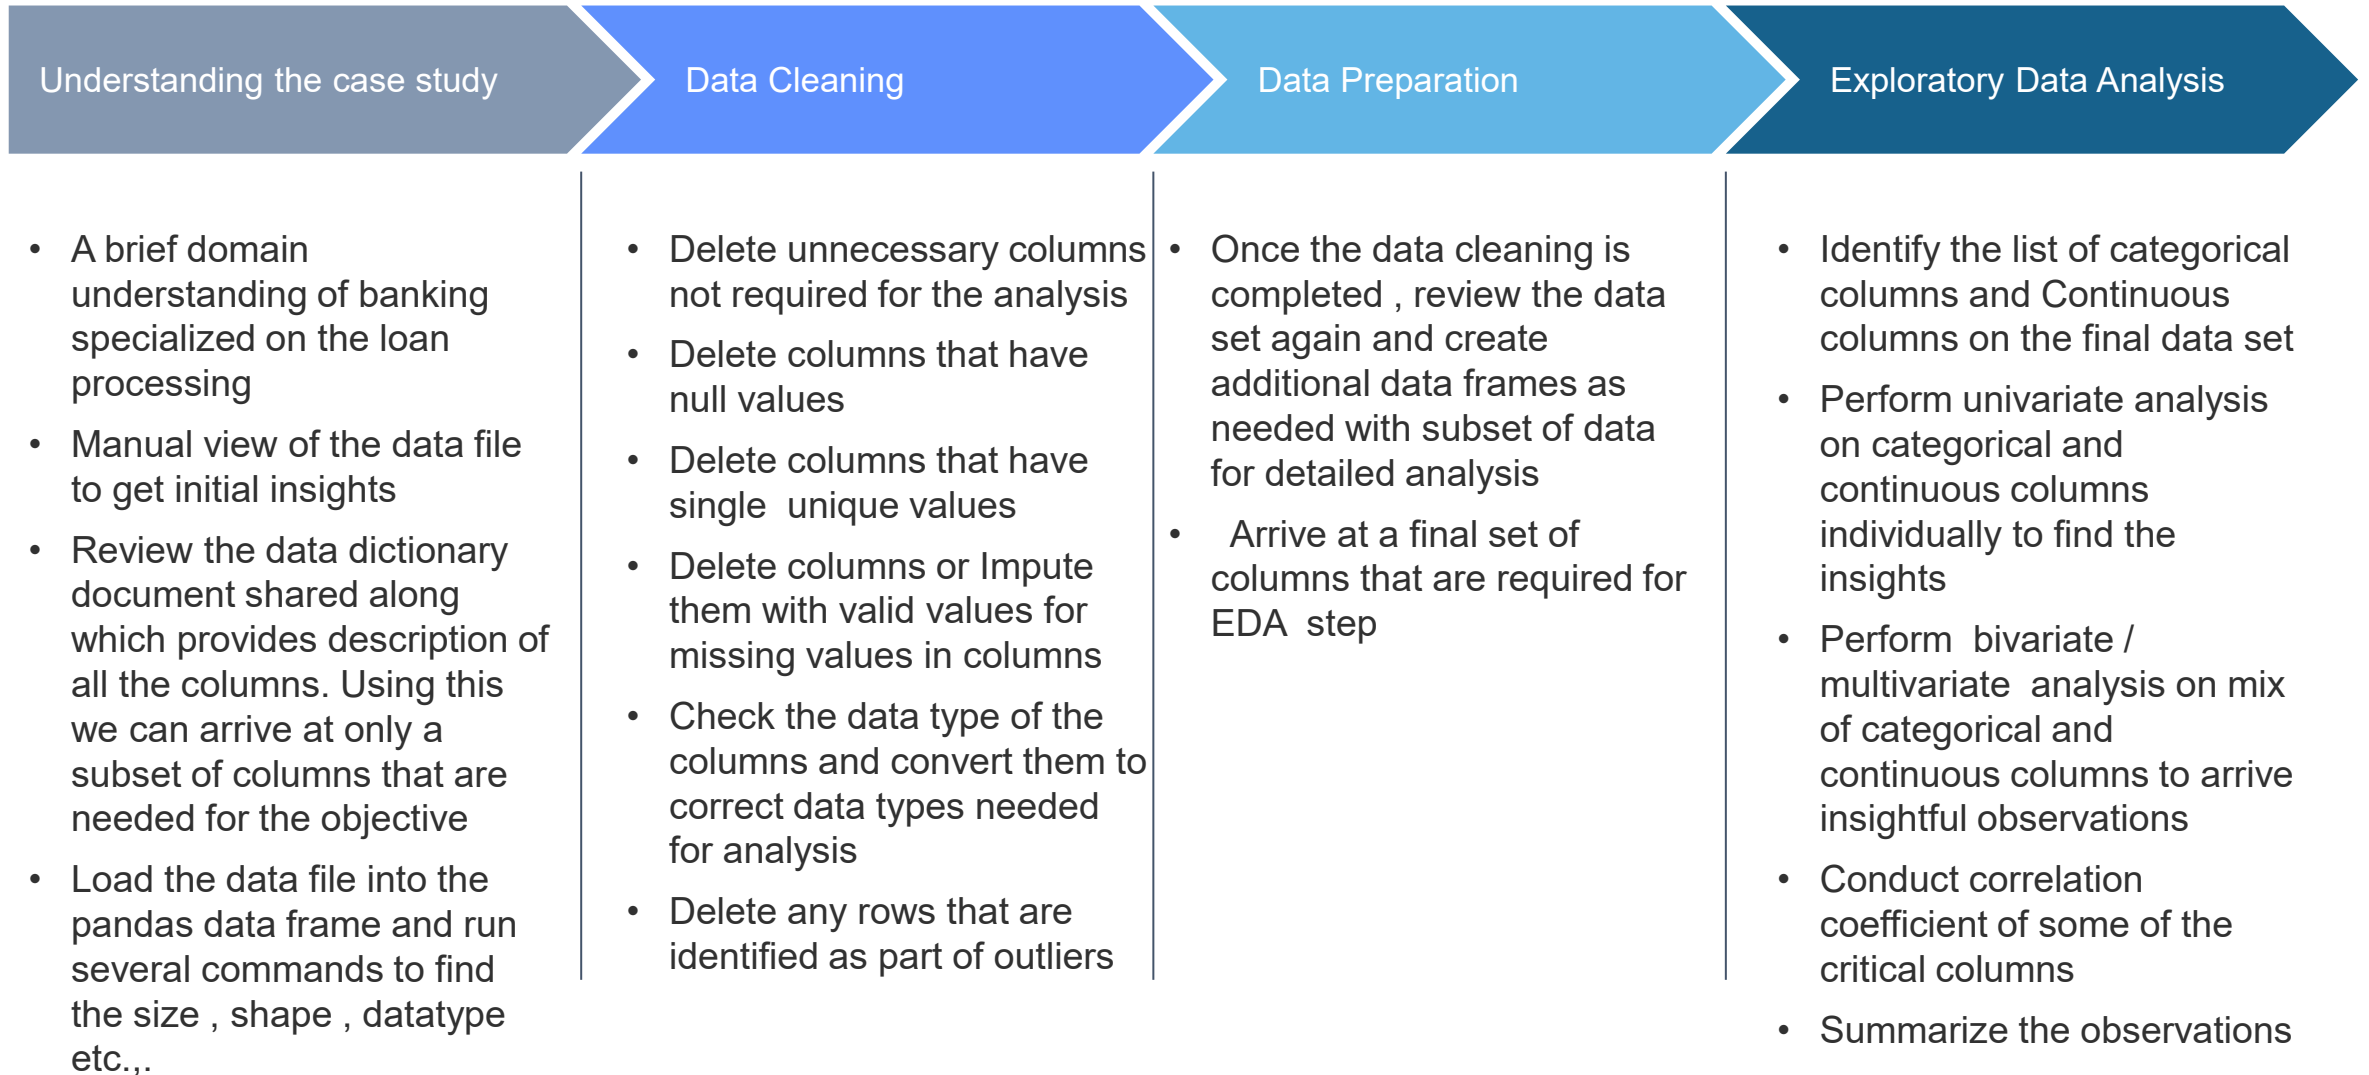 Understanding the case study
Data Cleaning
Data Preparation
Exploratory Data Analysis
• A brief domain
understanding of banking
specialized on the loan
processing
• Manual view of the data file
to get initial insights
• Review the data dictionary
document shared along
which provides description of
all the columns. Using this
we can arrive at only a
subset of columns that are
needed for the objective
• Load the data file into the
pandas data frame and run
several commands to find
the size , shape , datatype
etc.,.
• Delete unnecessary columns
not required for the analysis
• Delete columns that have
null values
• Delete columns that have
single  unique values
• Delete columns or Impute
them with valid values for
missing values in columns
• Check the data type of the
columns and convert them to
correct data types needed
for analysis
• Delete any rows that are
identified as part of outliers
• Once the data cleaning is
completed , review the data
set again and create
additional data frames as
needed with subset of data
for detailed analysis
• Arrive at a final set of
columns that are required for
EDA  step
• Identify the list of categorical
columns and Continuous
columns on the final data set
• Perform univariate analysis
on categorical and
continuous columns
individually to find the
insights
• Perform  bivariate /
multivariate  analysis on mix
of categorical and
continuous columns to arrive
insightful observations
• Conduct correlation
coefficient of some of the
critical columns
• Summarize the observations